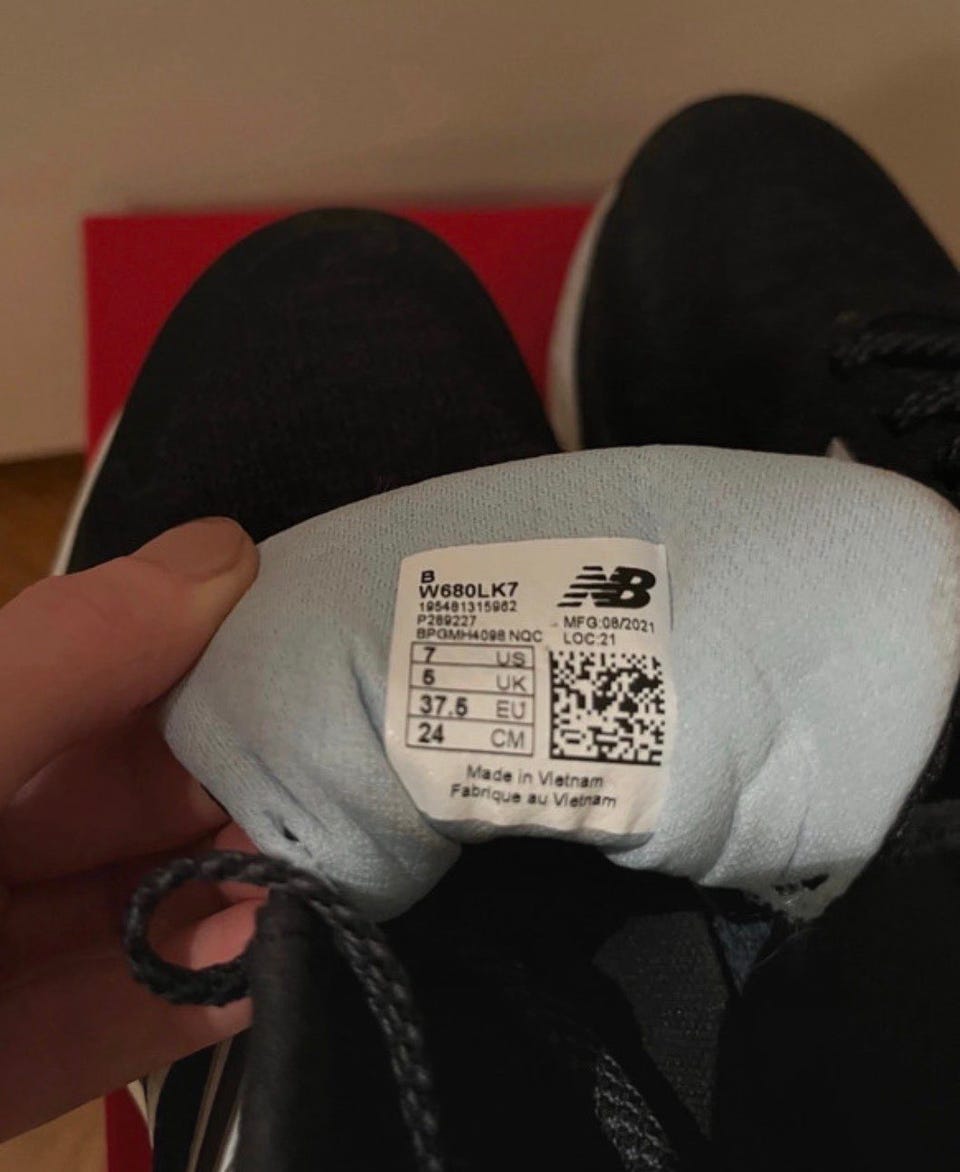 B
W680LK7
195481315962
P289227
BPGMH4098 NQC
NB
MFG:08/2021
LOC:21
7 US
5 UK
37.5 EU
24 CM
Made in Vietnam
Fabrique au Vietnam